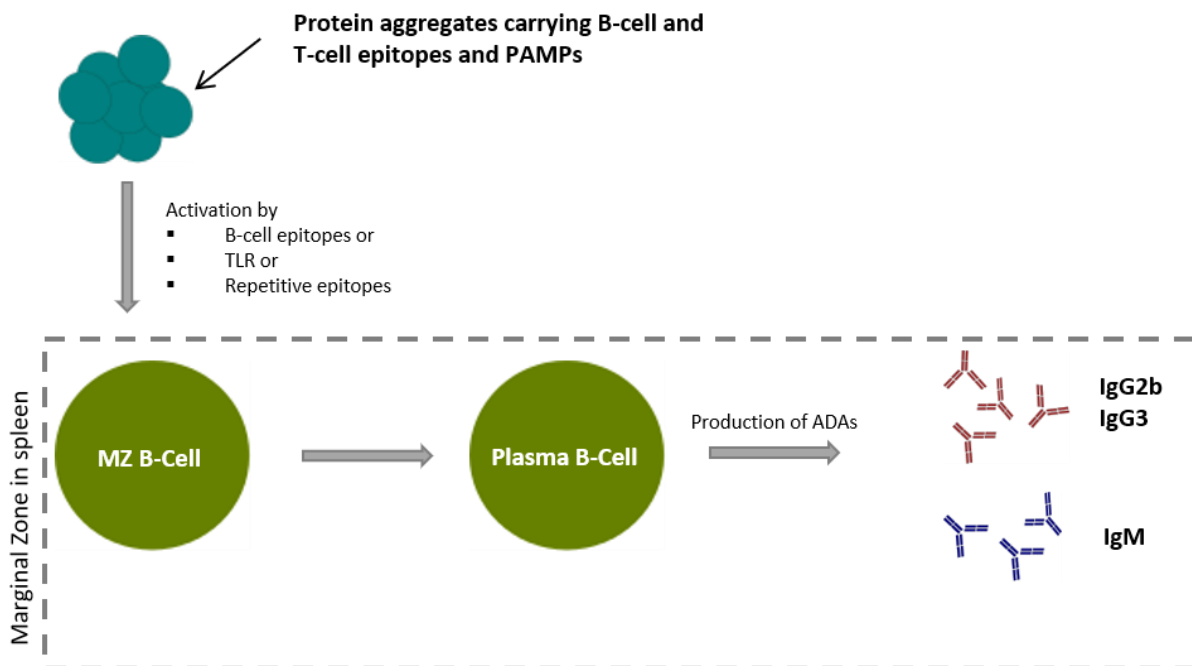 Protein aggregates carrying B-cell and
T-cell epitopes and PAMPs
Activation by
▪ B-cell epitopes or
▪ TLR or
▪ Repetitive epitopes
Marginal Zone in spleen
MZ B-Cell
Plasma B-Cell
Production of ADAs
IgG2b
IgG3
IgM